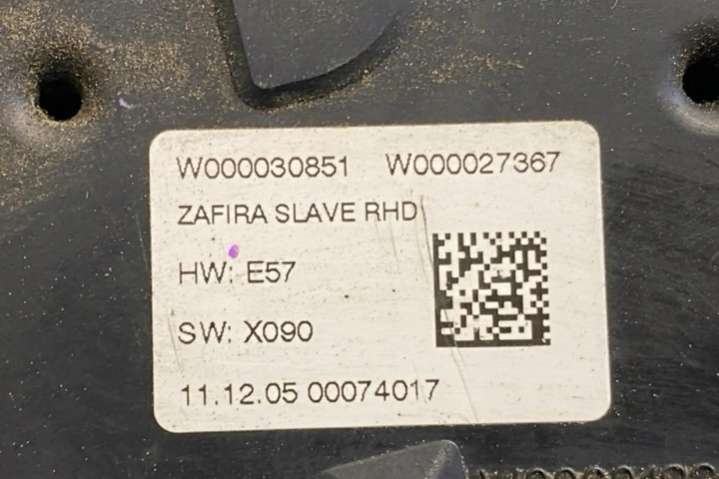 W000030851 W000027367
ZAFIRA SLAVE RHD
HW: E57
SW: X090
11.12.05 00074017